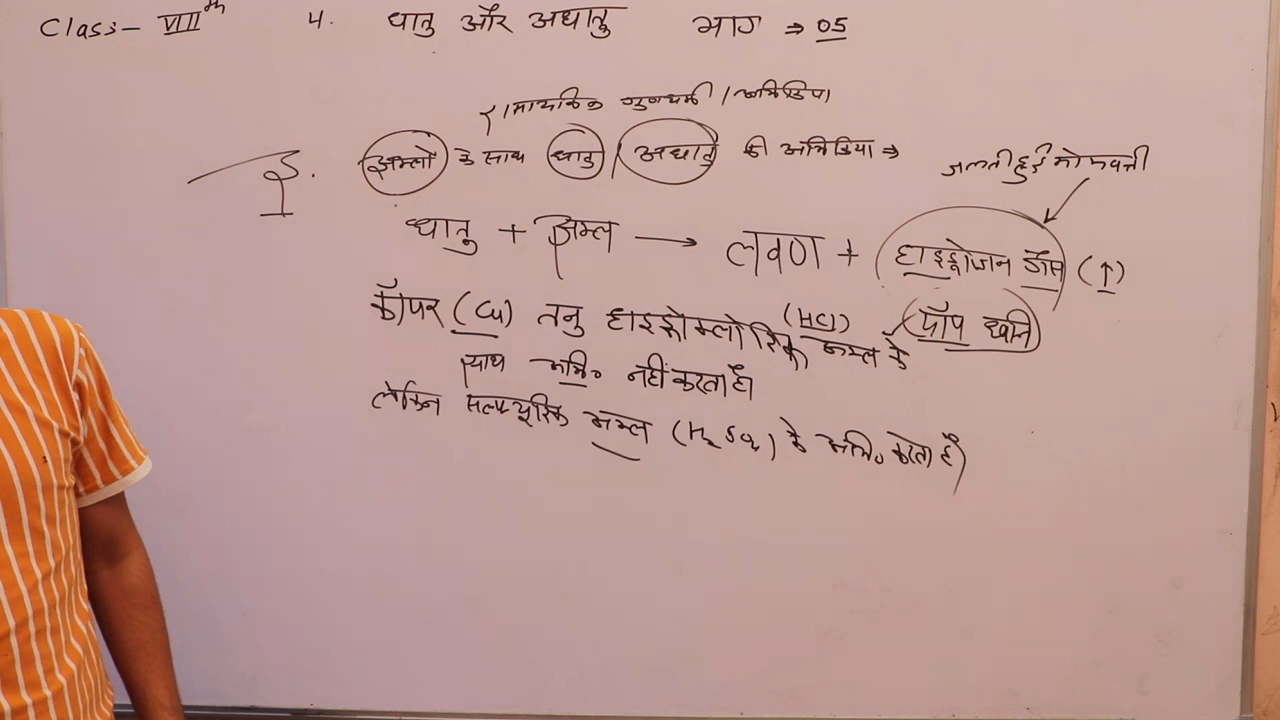 Class- VIIIth 4. धातु और अधातु भाग ⇒ 05
रासायनिक गुणधर्म / अभिक्रिया
इ. अम्लों के साथ धातु / अधातु की अभिक्रिया ⇒ जलती हुई मोमबत्ती
धातु + अम्ल ⟶ लवण + हाइड्रोजन गैस (↑)
कॉपर (Cu) तनु हाइड्रोक्लोरिक (HCl) अम्ल के पॉप ध्वनि
साथ अभि० नहीं करता है।
लेकिन सल्फ्यूरिक अम्ल (H₂SO₄) से अभि० करता है